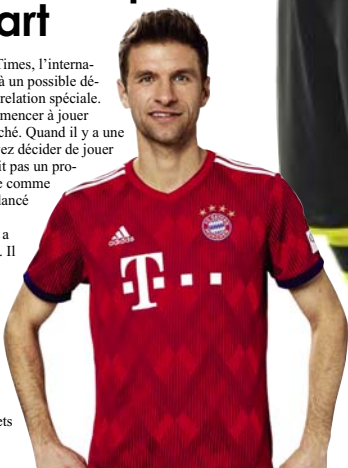 art
Times, l'interna-
à un possible dé-
relation spéciale.
mencer à jouer
ché. Quand il y a une
ez décider de jouer
it pas un pro-
e comme
lancé
a
. Il
ets
adidas
T